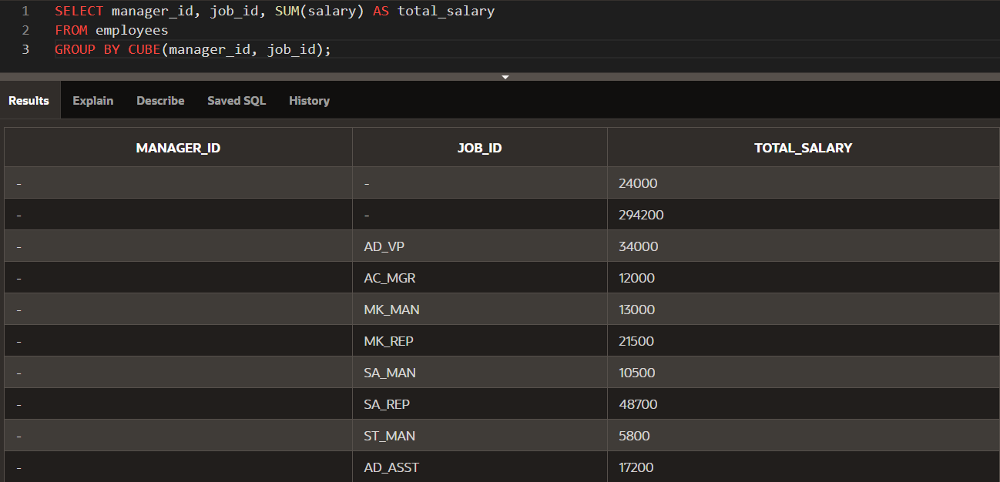 1 SELECT manager_id, job_id, SUM(salary) AS total_salary
2 FROM employees
3 GROUP BY CUBE(manager_id, job_id);
Results Explain Describe Saved SQL History
MANAGER_ID JOB_ID TOTAL_SALARY
- - 24000
- - 294200
- AD_VP 34000
- AC_MGR 12000
- MK_MAN 13000
- MK_REP 21500
- SA_MAN 10500
- SA_REP 48700
- ST_MAN 5800
- AD_ASST 17200